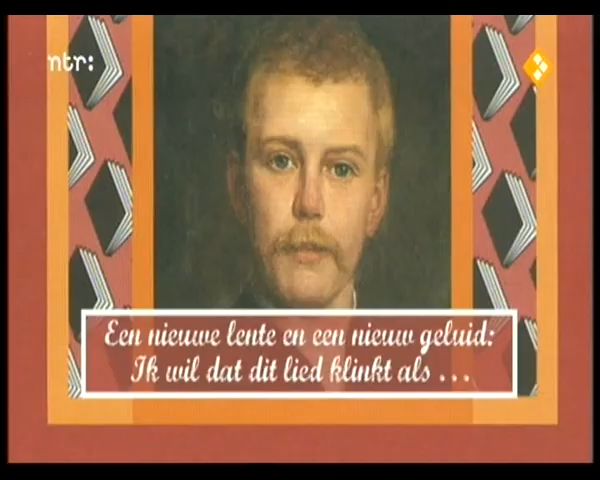 ntr:
Een nieuwe lente en een nieuw geluid:
Ik wil dat dit lied klinkt als ...